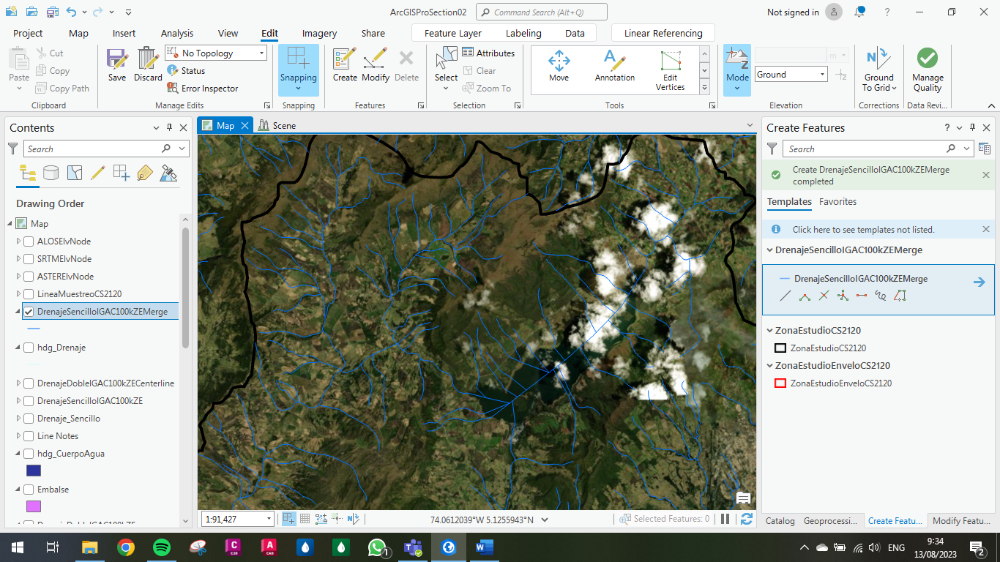 ArcGISProSection02
Command Search (Alt+Q)
Not signed in
?
Project
Map
Insert
Analysis
View
Edit
Imagery
Share
Feature Layer
Labeling
Data
Linear Referencing
Paste
Cut
Copy
Copy Path
Clipboard
Save
Discard
No Topology
Status
Error Inspector
Manage Edits
Snapping
Snapping
Create
Modify
Delete
Features
Select
Attributes
Clear
Zoom To
Selection
Move
Annotation
Edit
Vertices
Tools
Mode
m
Ground
Elevation
Ground
To Grid
Corrections
Manage
Quality
Data Revi...
Contents
Search
Drawing Order
Map
ALOSElvNode
SRTMElvNode
ASTERElvNode
LineaMuestreoCS2120
DrenajeSencilloIGAC100kZEMerge
hdg_Drenaje
DrenajeDobleIGAC100kZECenterline
DrenajeSencilloIGAC100kZE
Drenaje_Sencillo
Line Notes
hdg_CuerpoAgua
Embalse
Map
Scene
1:91,427
74.0612039°W 5.1255943°N
Selected Features: 0
Create Features
?
Search
Create DrenajeSencilloIGAC100kZEMerge
completed
Templates
Favorites
Click here to see templates not listed.
DrenajeSencilloIGAC100kZEMerge
DrenajeSencilloIGAC100kZEMerge
ZonaEstudioCS2120
ZonaEstudioCS2120
ZonaEstudioEnveloCS2120
ZonaEstudioEnveloCS2120
Catalog
Geoprocessi...
Create Featu...
Modify Featu...
C
C3D
A
CAD
1
W
ENG
9:34
13/08/2023
2